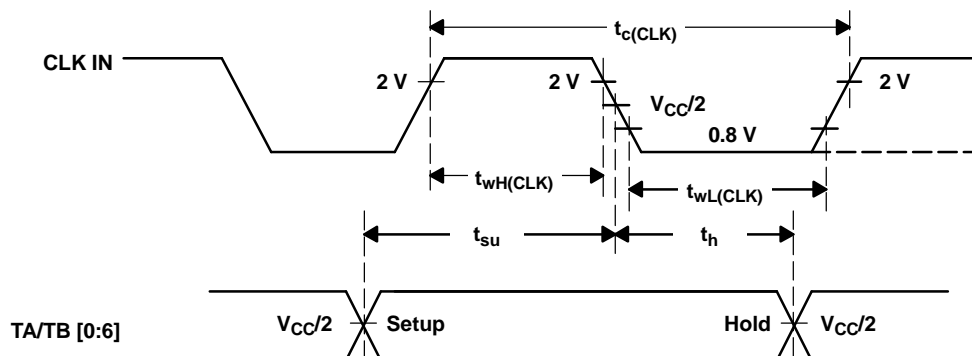 t_c(CLK)
CLK IN
2 V 2 V 2 V
V_CC/2
0.8 V
t_wH(CLK) t_wL(CLK)
t_su t_h
TA/TB [0:6] V_CC/2 Setup Hold V_CC/2